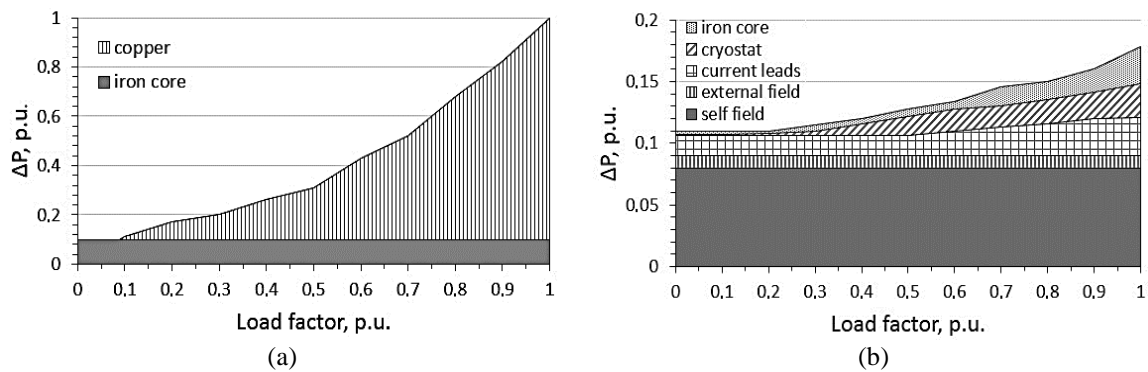 1
0,8
0,6
0,4
0,2
0
ΔP, p.u.
copper
iron core
0 0,1 0,2 0,3 0,4 0,5 0,6 0,7 0,8 0,9 1
Load factor, p.u.
(a)
0,2
0,15
0,1
0,05
0
ΔP, p.u.
iron core
cryostat
current leads
external field
self field
0 0,1 0,2 0,3 0,4 0,5 0,6 0,7 0,8 0,9 1
Load factor, p.u.
(b)